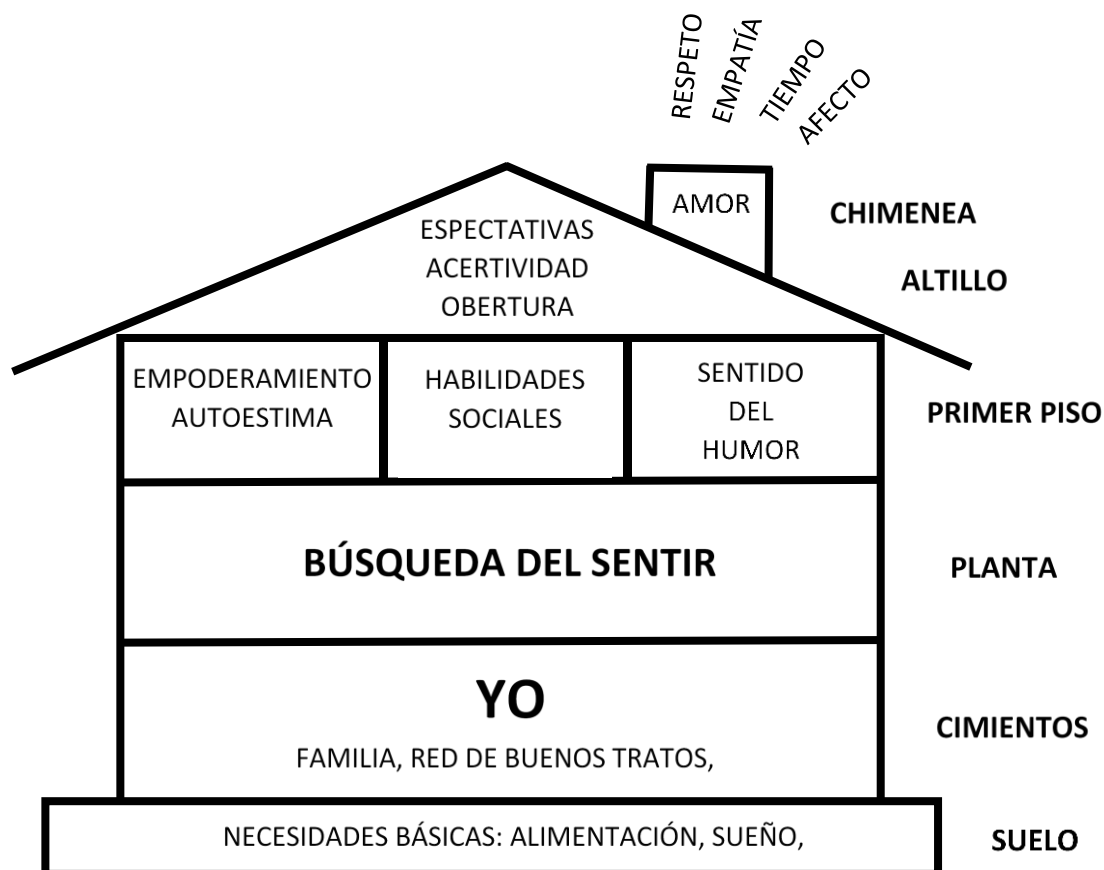 RESPETO
EMPATÍA
TIEMPO
AFECTO
AMOR
CHIMENEA
ESPECTATIVAS
ACERTIVIDAD
OBERTURA
ALTILLO
EMPODERAMIENTO
AUTOESTIMA
HABILIDADES
SOCIALES
SENTIDO
DEL
HUMOR
PRIMER PISO
BÚSQUEDA DEL SENTIR
PLANTA
YO
FAMILIA, RED DE BUENOS TRATOS,
CIMIENTOS
NECESIDADES BÁSICAS: ALIMENTACIÓN, SUEÑO,
SUELO